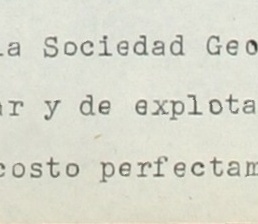 la Sociedad Geo
ar y de explota
costo perfectam